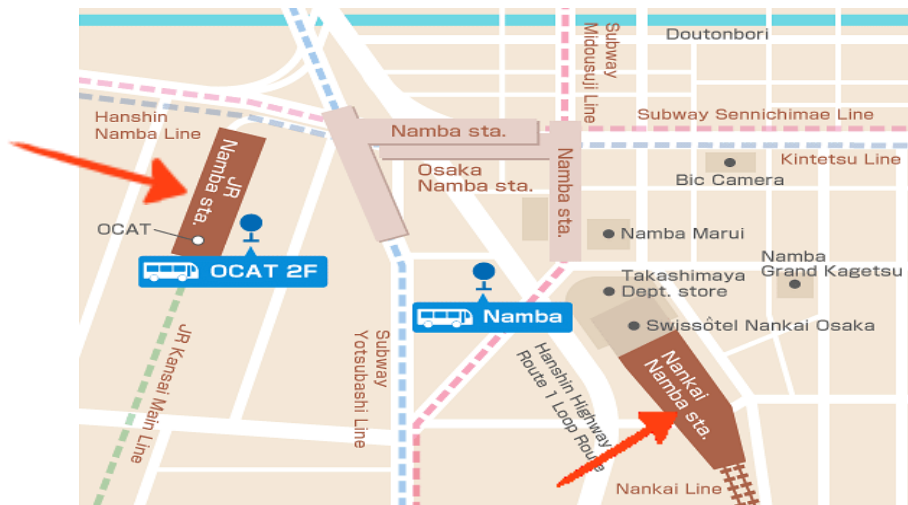 Doutonbori
Subway
Midousuji Line
Hanshin
Namba Line
Namba sta.
Subway Sennichimae Line
Kintetsu Line
JR
Namba sta.
Osaka
Namba sta.
Namba sta.
Bic Camera
OCAT
Namba Marui
OCAT 2F
Namba
Grand Kagetsu
Takashimaya
Dept. store
Namba
Swissôtel Nankai Osaka
JR Kansai Main Line
Subway
Yotsubashi Line
Hanshin Highway
Route 1 Loop Route
Nankai
Namba sta.
Nankai Line